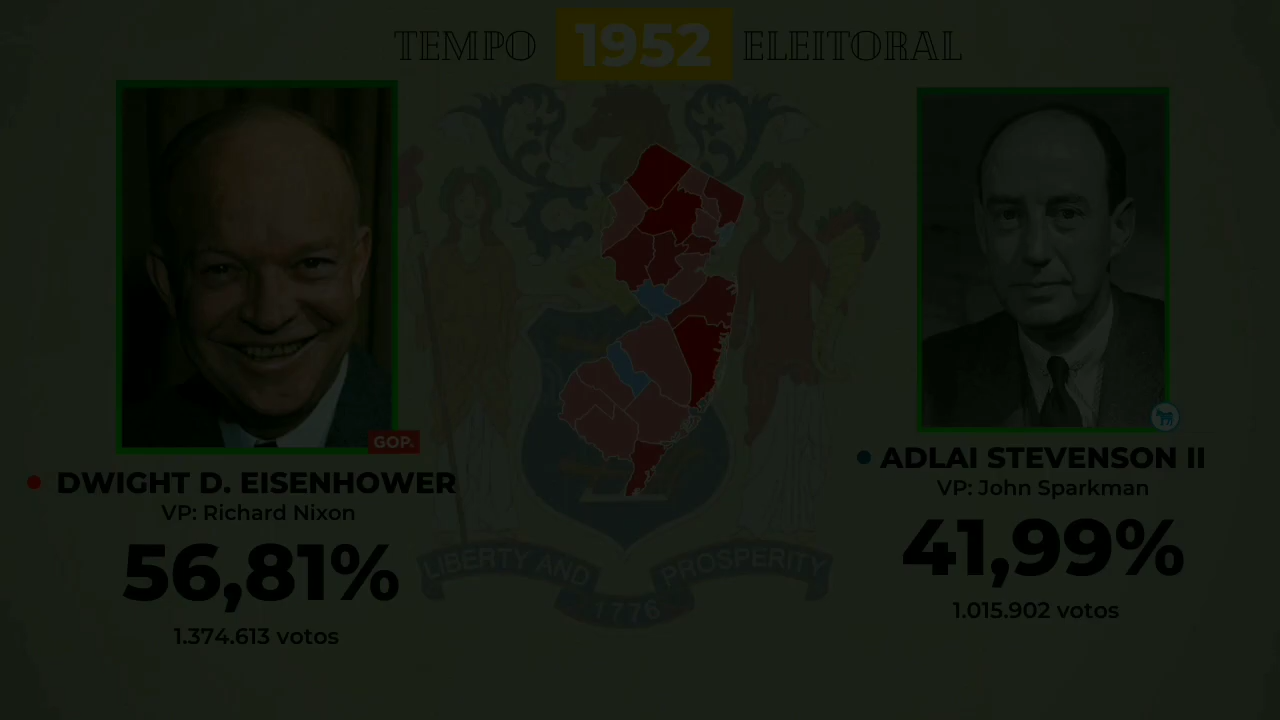 TEMPO 1952 ELEITORAL
GOP.
DWIGHT D. EISENHOWER
VP: Richard Nixon
56,81%
1.374.613 votos
ADLAI STEVENSON II
VP: John Sparkman
41,99%
1.015.902 votos
LIBERTY AND PROSPERITY
1776